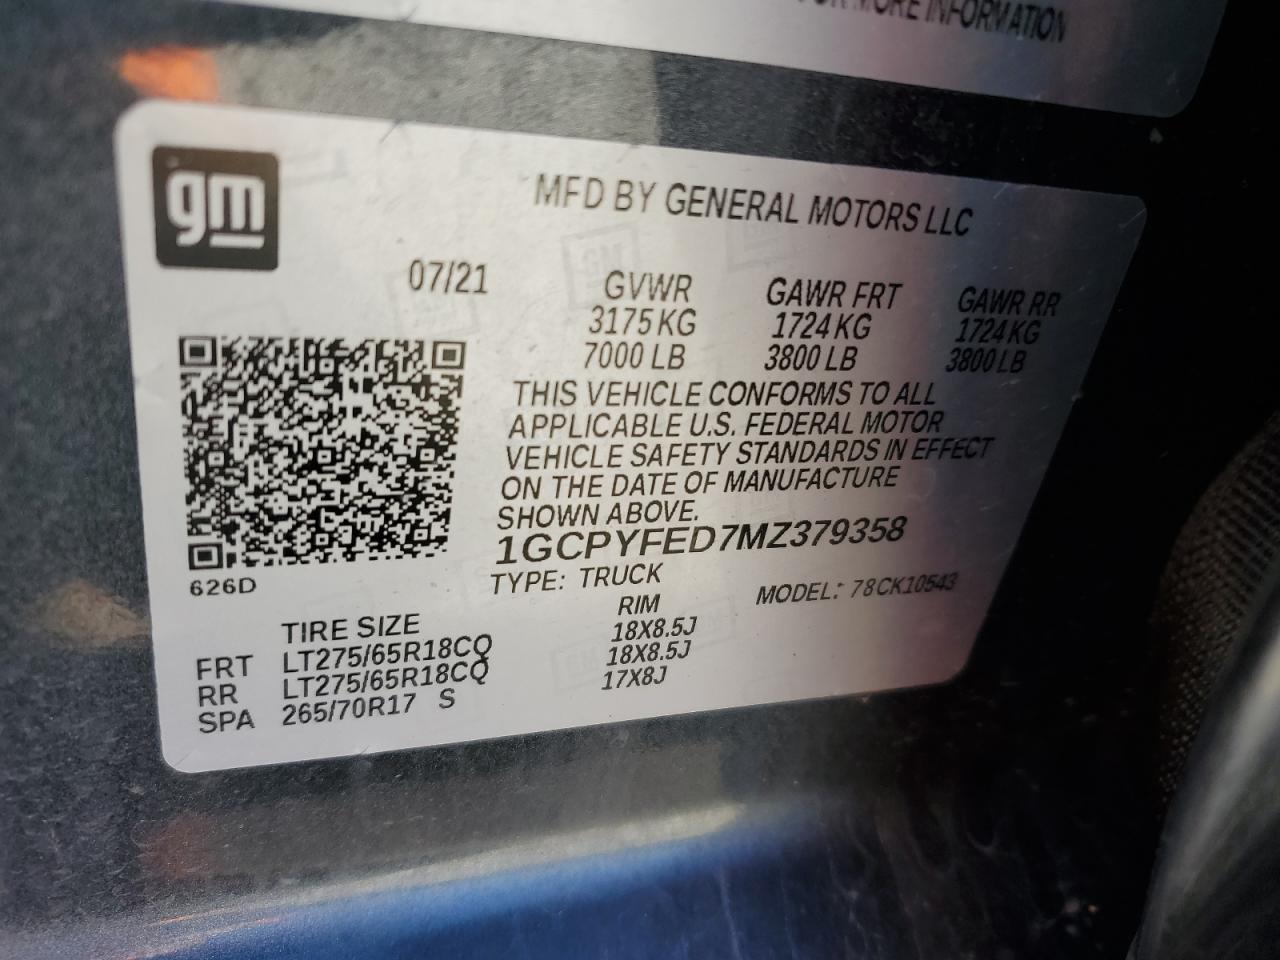 FOR MORE INFORMATION
gm
MFD BY GENERAL MOTORS LLC
07/21
GVWR GAWR FRT GAWR RR
3175 KG 1724 KG 1724 KG
7000 LB 3800 LB 3800 LB
THIS VEHICLE CONFORMS TO ALL
APPLICABLE U.S. FEDERAL MOTOR
VEHICLE SAFETY STANDARDS IN EFFECT
ON THE DATE OF MANUFACTURE
SHOWN ABOVE.
1GCPYFED7MZ379358
626D
TYPE: TRUCK MODEL: 78CK10543
TIRE SIZE RIM
FRT LT275/65R18CQ 18X8.5J
RR LT275/65R18CQ 18X8.5J
SPA 265/70R17 S 17X8J